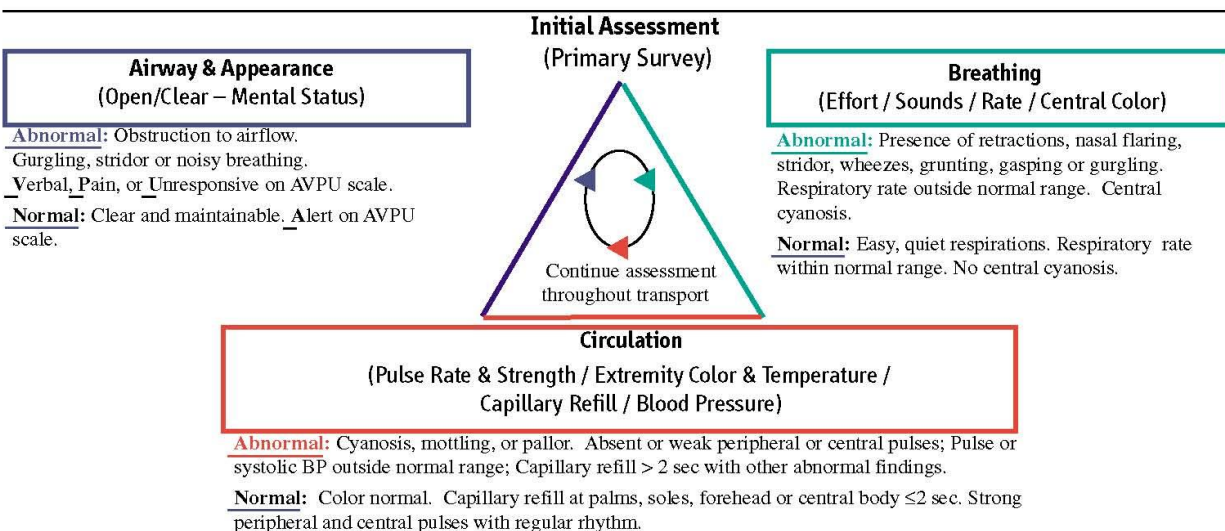 Initial Assessment
(Primary Survey)
Airway & Appearance
(Open/Clear – Mental Status)
Abnormal: Obstruction to airflow.
Gurgling, stridor or noisy breathing.
Verbal, Pain, or Unresponsive on AVPU scale.
Normal: Clear and maintainable. Alert on AVPU
scale.
Breathing
(Effort / Sounds / Rate / Central Color)
Abnormal: Presence of retractions, nasal flaring,
stridor, wheezes, grunting, gasping or gurgling.
Respiratory rate outside normal range. Central
cyanosis.
Normal: Easy, quiet respirations. Respiratory rate
within normal range. No central cyanosis.
Continue assessment
throughout transport
Circulation
(Pulse Rate & Strength / Extremity Color & Temperature /
Capillary Refill / Blood Pressure)
Abnormal: Cyanosis, mottling, or pallor. Absent or weak peripheral or central pulses; Pulse or
systolic BP outside normal range; Capillary refill > 2 sec with other abnormal findings.
Normal: Color normal. Capillary refill at palms, soles, forehead or central body ≤2 sec. Strong
peripheral and central pulses with regular rhythm.